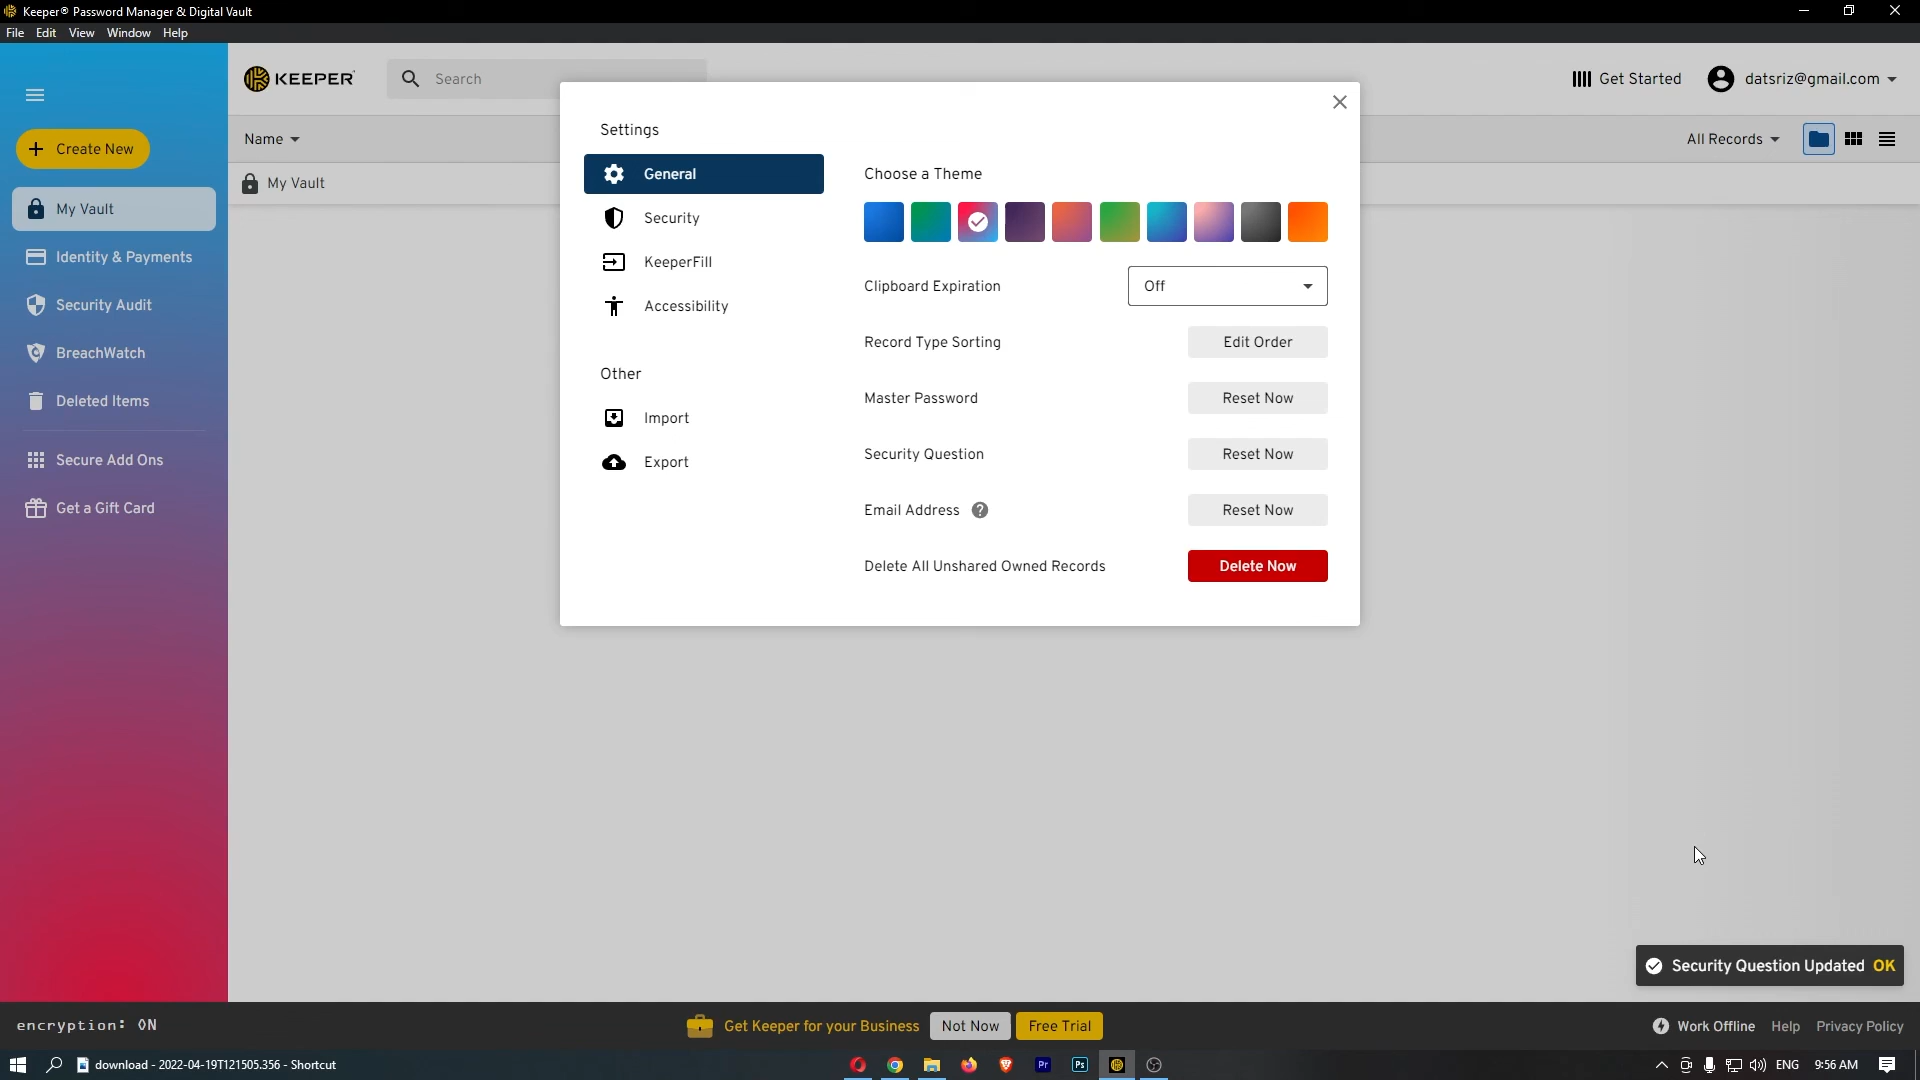 Keeper® Password Manager & Digital Vault
File Edit View Window Help
KEEPER
Search
Get Started
datsriz@gmail.com
Create New
Name
All Records
My Vault
My Vault
Identity & Payments
Security Audit
BreachWatch
Deleted Items
Secure Add Ons
Get a Gift Card
Settings
General
Security
KeeperFill
Accessibility
Other
Import
Export
Choose a Theme
Clipboard Expiration Off
Record Type Sorting Edit Order
Master Password Reset Now
Security Question Reset Now
Email Address ? Reset Now
Delete All Unshared Owned Records Delete Now
Security Question Updated OK
encryption: ON
Get Keeper for your Business Not Now Free Trial
Work Offline Help Privacy Policy
download - 2022-04-19T121505.356 - Shortcut
Pr
Ps
ENG 9:56 AM